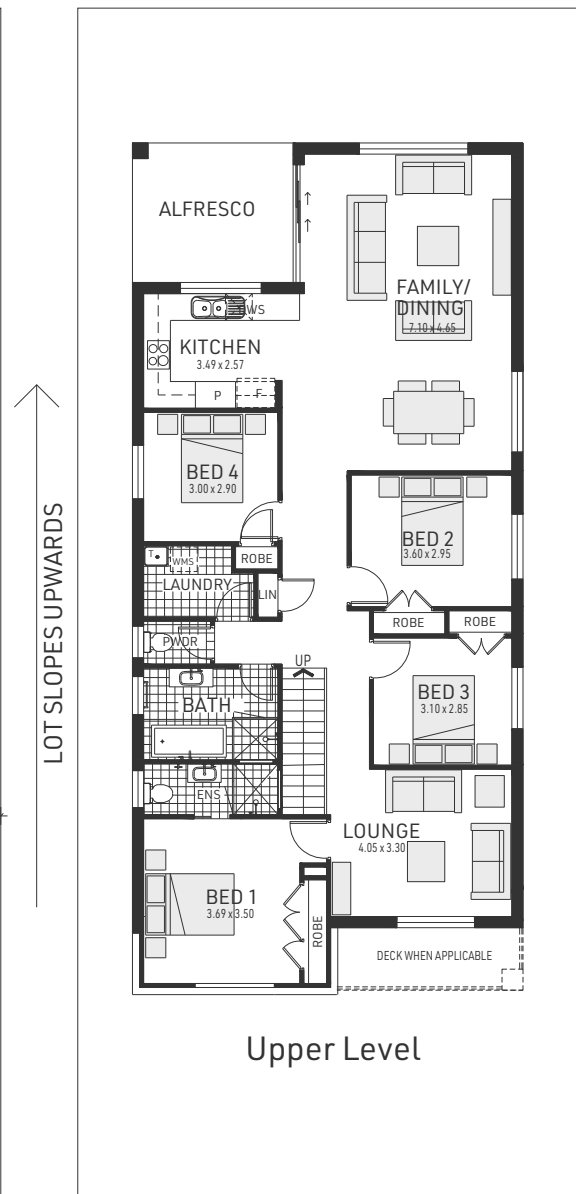 ALFRESCO
FAMILY/
DINING
7.10 x 4.65
KITCHEN
3.49 x 2.57
P
F
BED 4
3.00 x 2.90
BED 2
3.60 x 2.95
T
WMS
ROBE
LAUNDRY
LIN
ROBE
ROBE
PWDR
UP
BATH
BED 3
3.10 x 2.85
ENS
LOUNGE
4.05 x 3.30
BED 1
3.69 x 3.50
ROBE
DECK WHEN APPLICABLE
LOT SLOPES UPWARDS
Upper Level